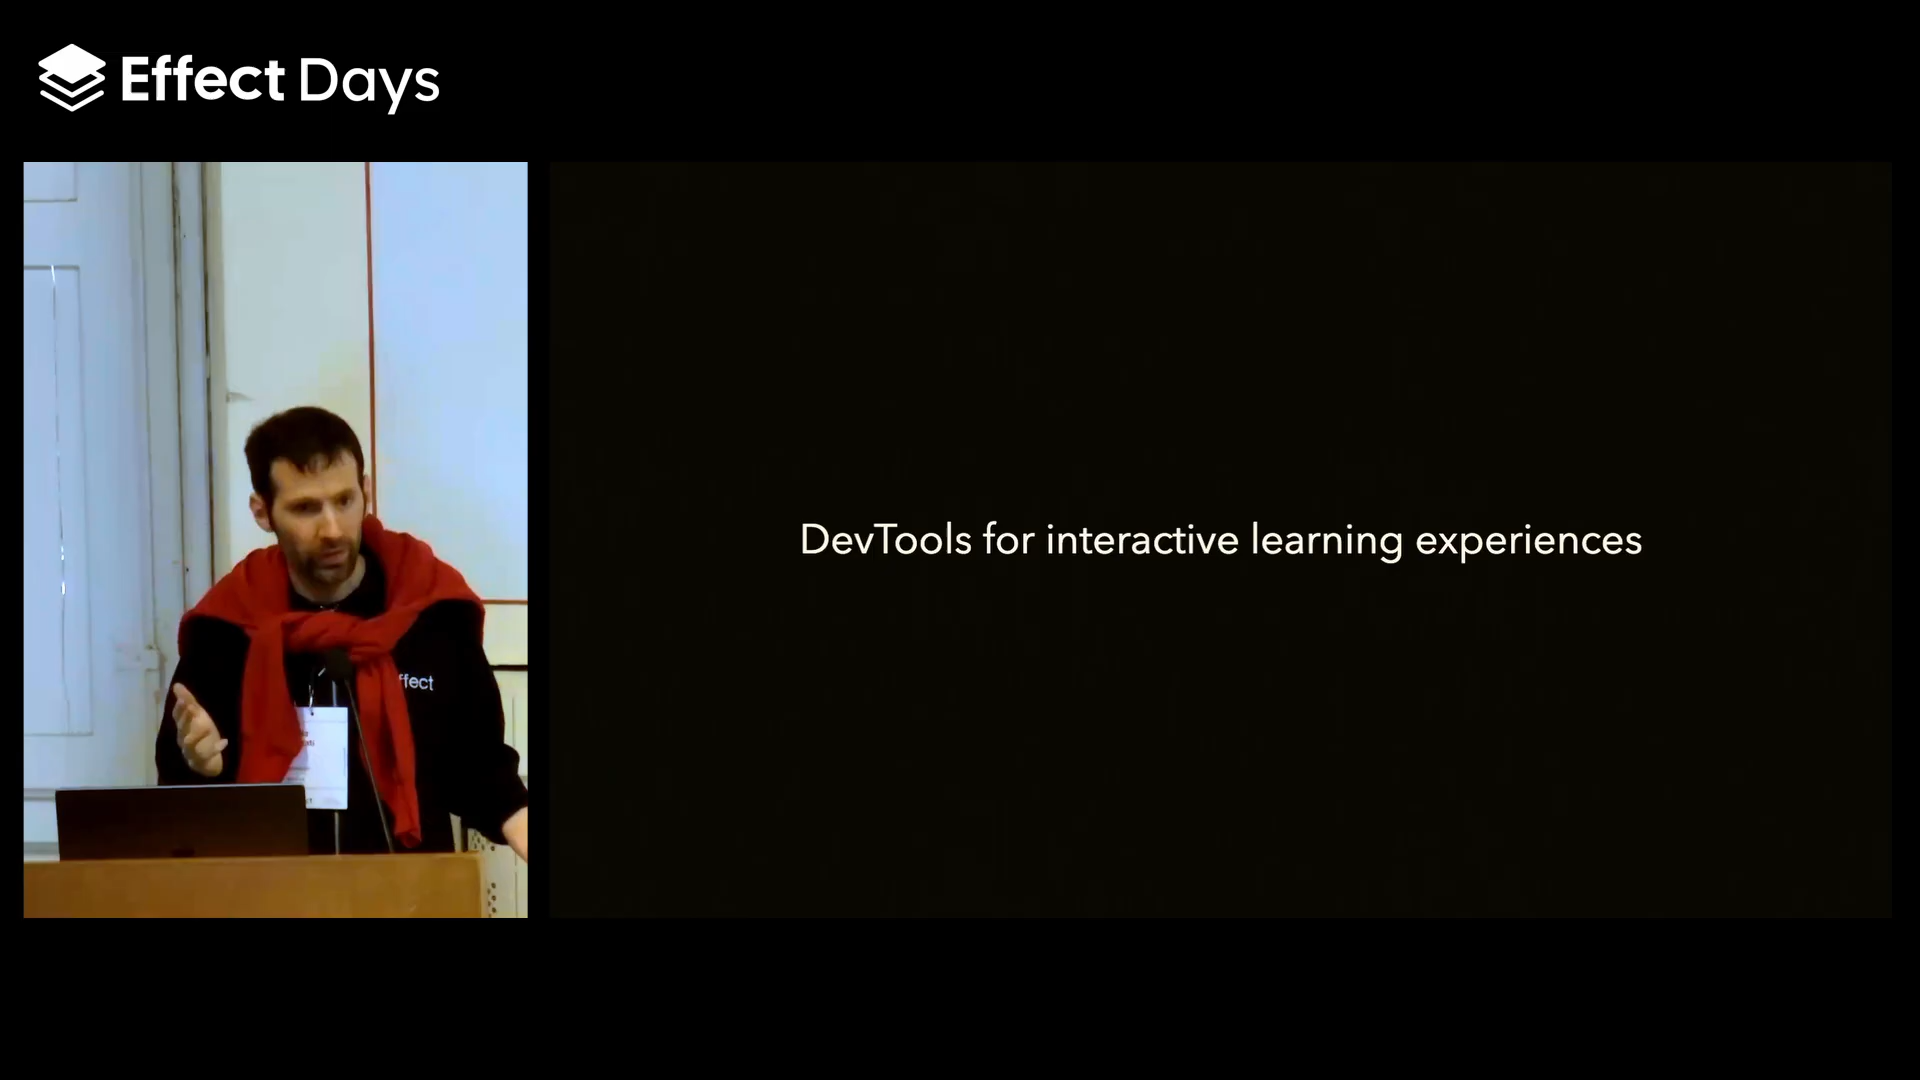 Effect Days
DevTools for interactive learning experiences
ffect